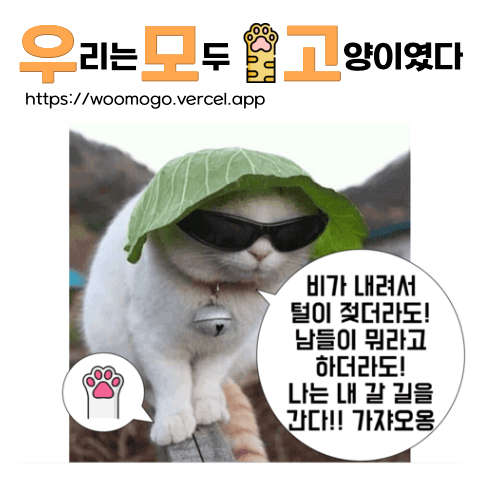 우리는 모두 고양이였다
https://woomogo.vercel.app
비가 내려서
털이 젖더라도!
남들이 뭐라고
하더라도!
나는 내 갈 길을
간다!! 가쟈오옹